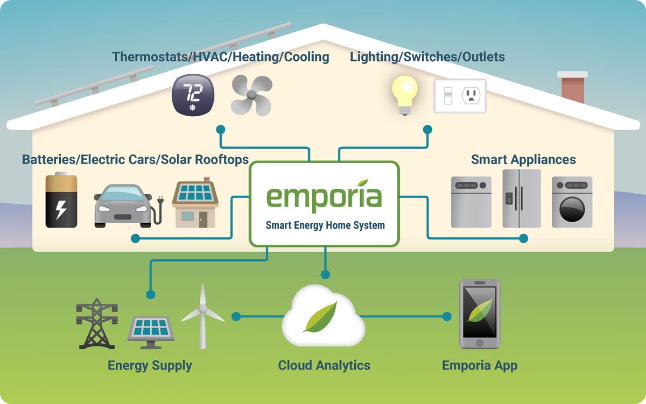 Thermostats/HVAC/Heating/Cooling
Lighting/Switches/Outlets
72
Batteries/Electric Cars/Solar Rooftops
Smart Appliances
emporia
Smart Energy Home System
Energy Supply
Cloud Analytics
Emporia App